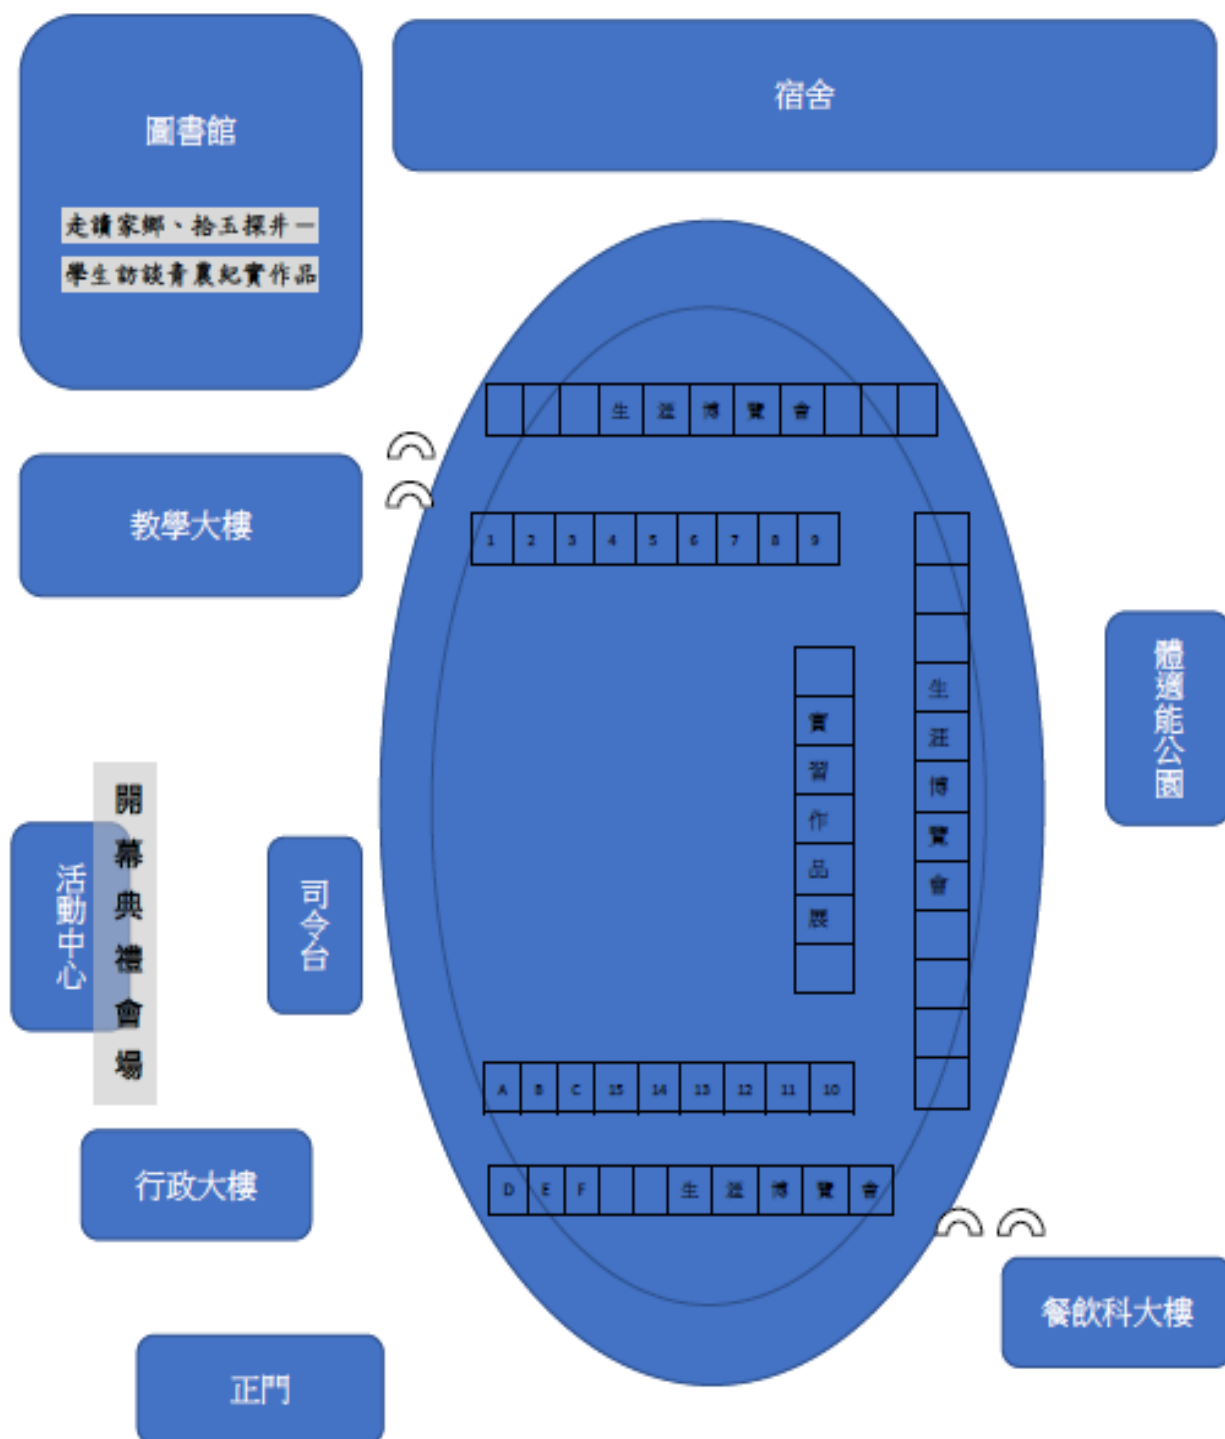 圖書館
走讀家鄉、拾玉探井－
學生訪談青農紀實作品
宿舍
生涯博覽會
教學大樓
1 2 3 4 5 6 7 8 9
體適能公園
實習作品展
生涯博覽會
開幕典禮會場
活動中心
司令台
A B C 15 14 13 12 11 10
行政大樓
D E F 生涯博覽會
餐飲科大樓
正門